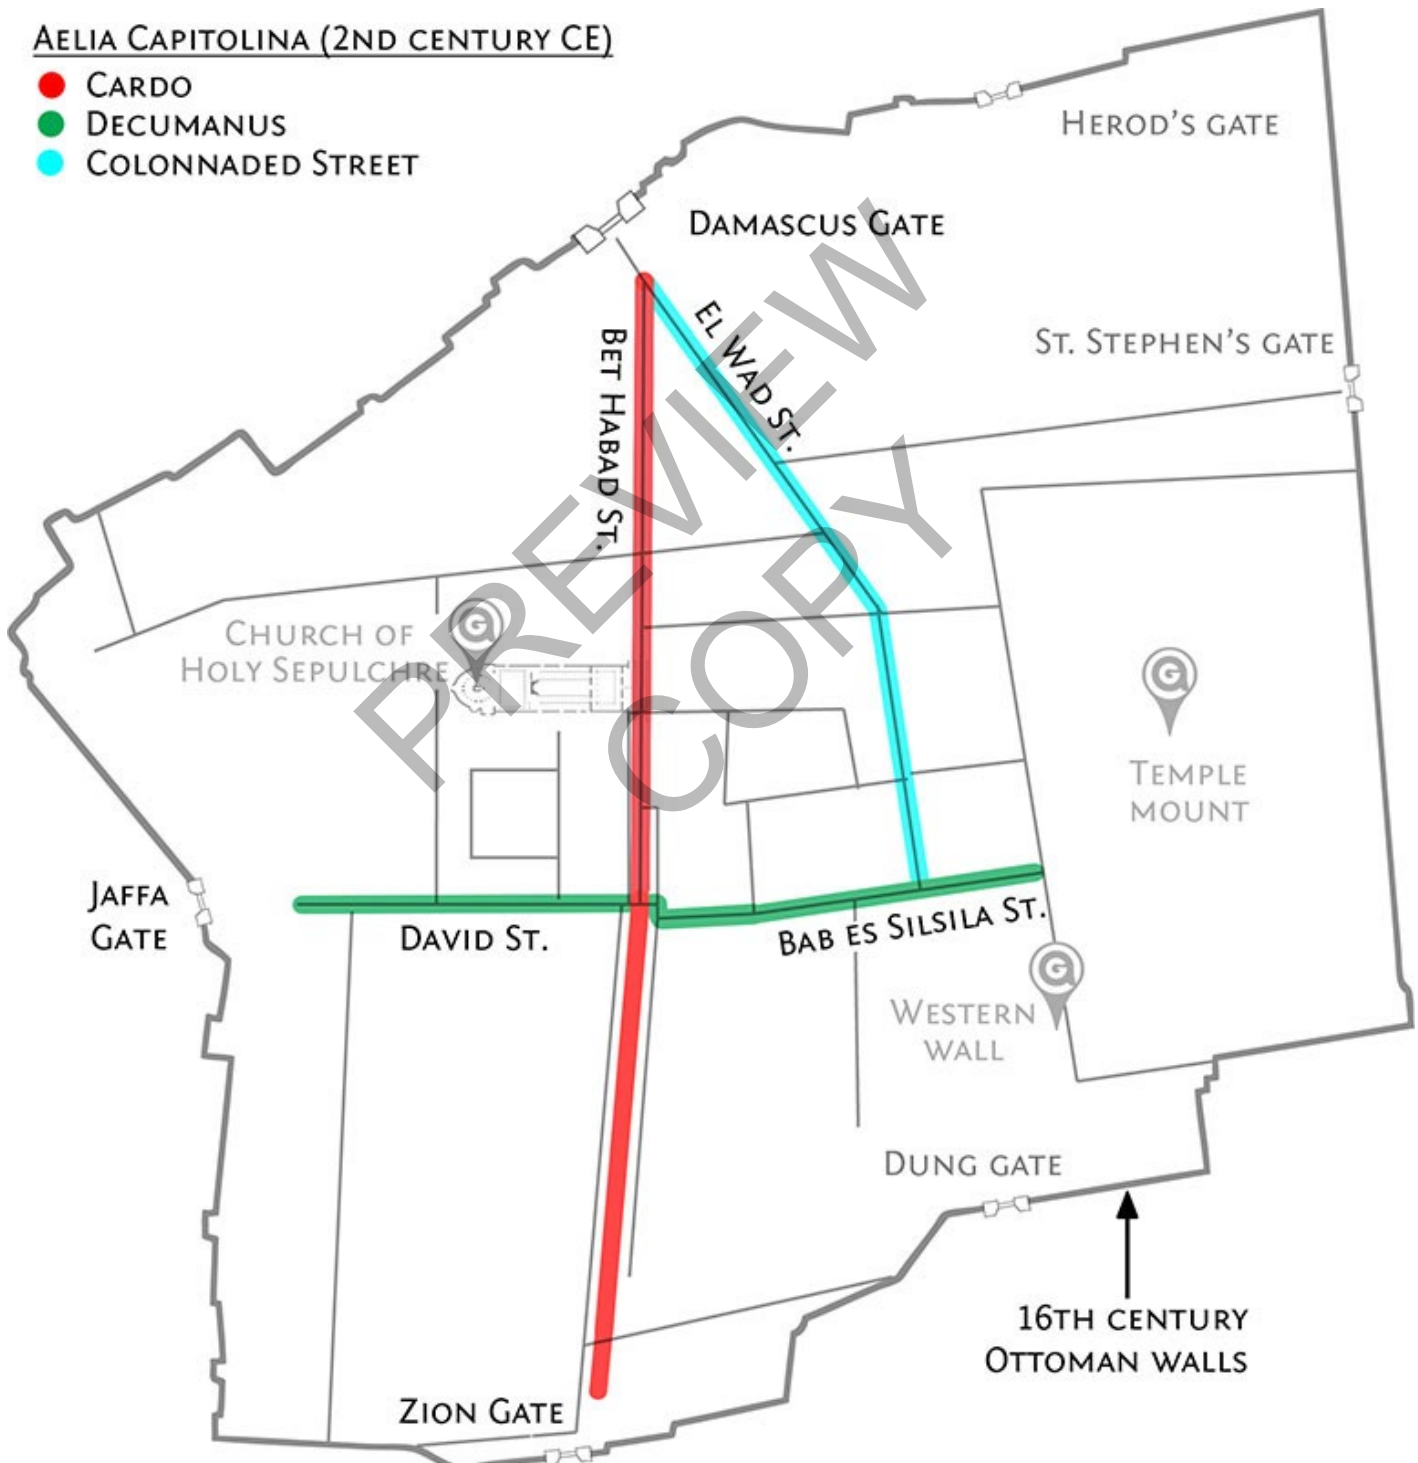 AELIA CAPITOLINA (2ND CENTURY CE)
CARDO
DECUMANUS
COLONNADED STREET
HEROD'S GATE
DAMASCUS GATE
EL WAD ST.
BET HABAD ST.
ST. STEPHEN'S GATE
PREVIEW
COPY
CHURCH OF
HOLY SEPULCHRE
TEMPLE
MOUNT
JAFFA
GATE
DAVID ST.
BAB ES SILSILA ST.
WESTERN
WALL
DUNG GATE
16TH CENTURY
OTTOMAN WALLS
ZION GATE